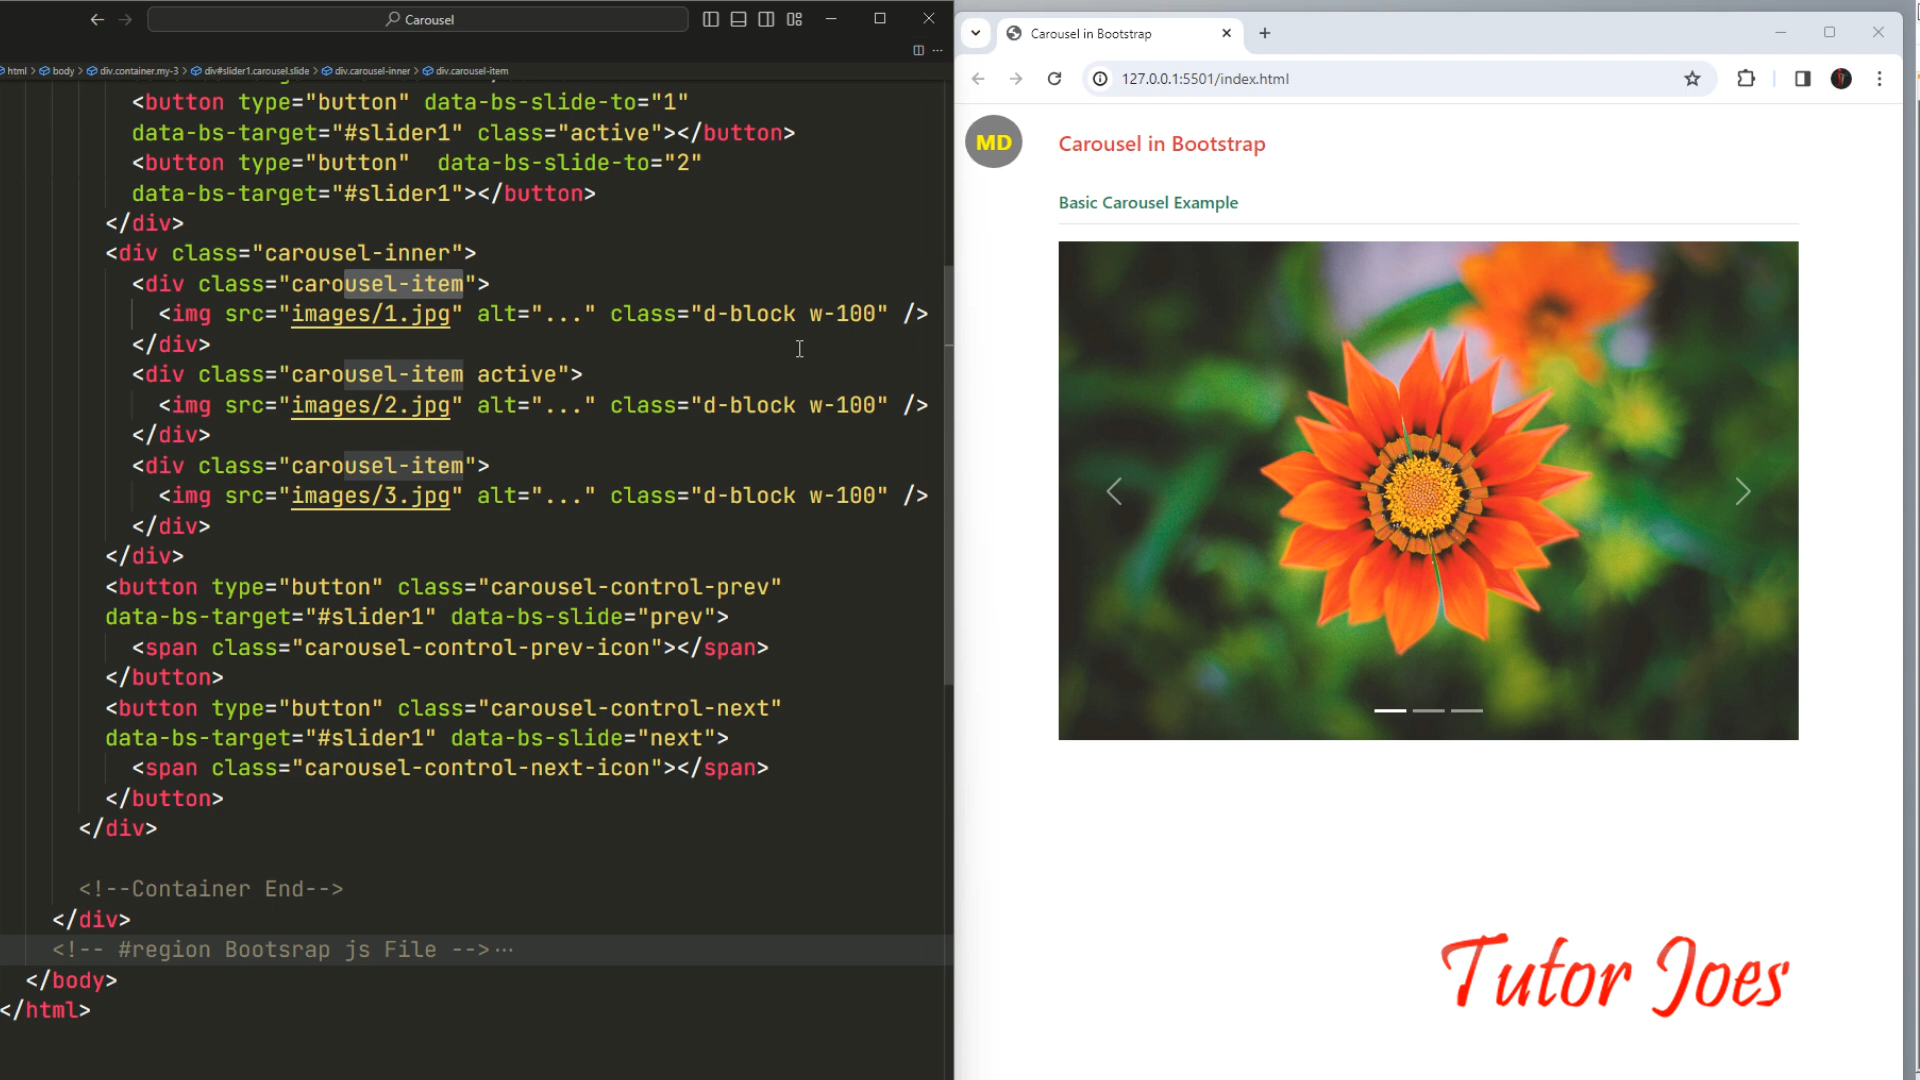 Carousel
html > body > div.container.my-3 > div#slider1.carousel.slide > div.carousel-inner > div.carousel-item
<button type="button" data-bs-slide-to="1"
data-bs-target="#slider1" class="active"></button>
<button type="button"  data-bs-slide-to="2"
data-bs-target="#slider1"></button>
</div>
<div class="carousel-inner">
<div class="carousel-item">
<img src="images/1.jpg" alt="..." class="d-block w-100" />
</div>
<div class="carousel-item active">
<img src="images/2.jpg" alt="..." class="d-block w-100" />
</div>
<div class="carousel-item">
<img src="images/3.jpg" alt="..." class="d-block w-100" />
</div>
</div>
<button type="button" class="carousel-control-prev"
data-bs-target="#slider1" data-bs-slide="prev">
<span class="carousel-control-prev-icon"></span>
</button>
<button type="button" class="carousel-control-next"
data-bs-target="#slider1" data-bs-slide="next">
<span class="carousel-control-next-icon"></span>
</button>
</div>
<!--Container End-->
</div>
<!-- #region Bootsrap js File -->...
</body>
</html>
Carousel in Bootstrap
127.0.0.1:5501/index.html
MD
Carousel in Bootstrap
Basic Carousel Example
Tutor Joes